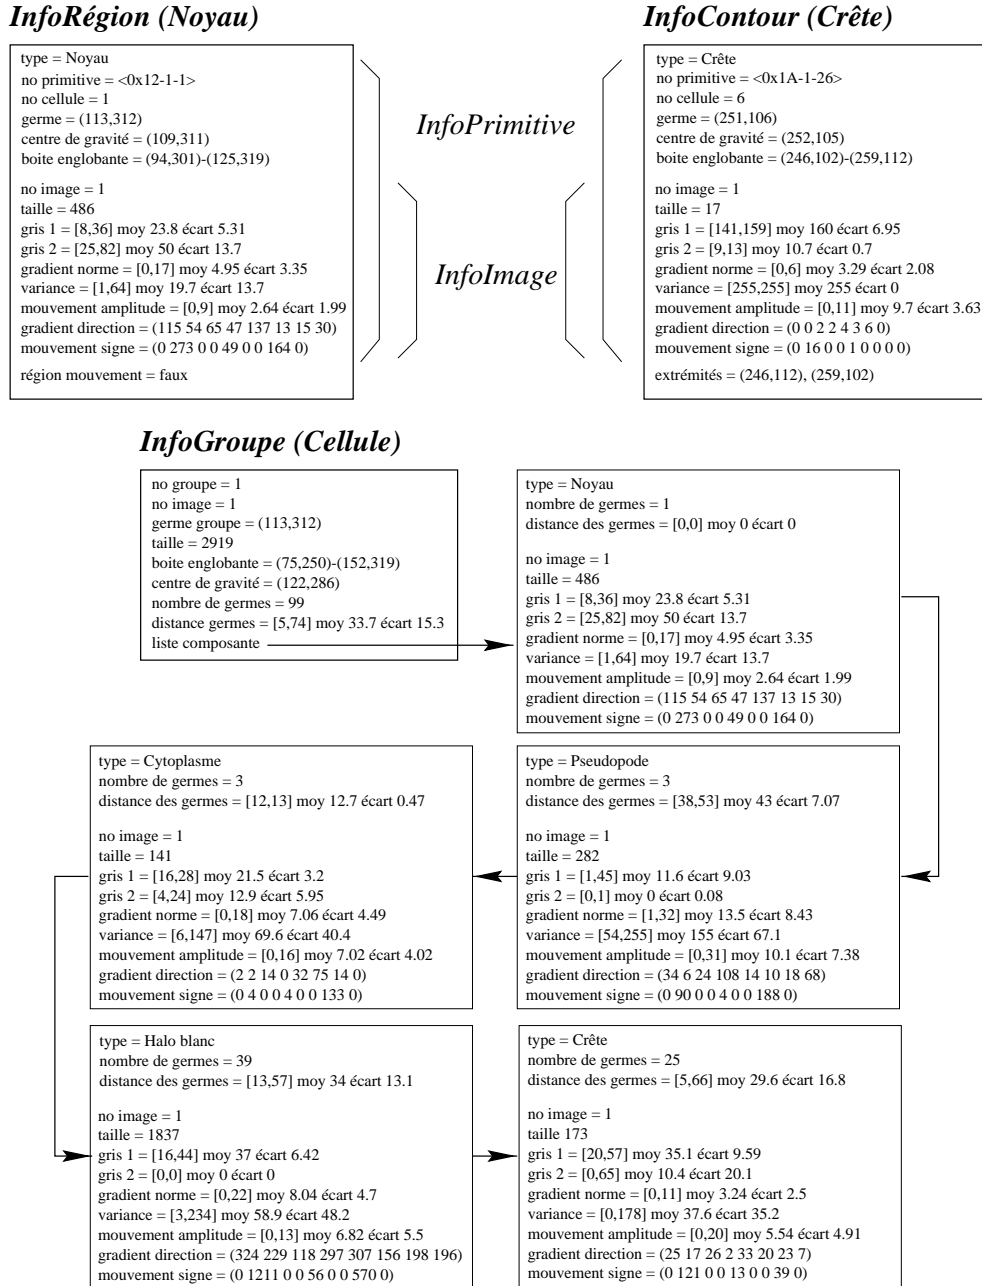 InfoRégion (Noyau)
type = Noyau
no primitive = <0x12-1-1>
no cellule = 1
germe = (113,312)
centre de gravité = (109,311)
boite englobante = (94,301)-(125,319)
no image = 1
taille = 486
gris 1 = [8,36] moy 23.8 écart 5.31
gris 2 = [25,82] moy 50 écart 13.7
gradient norme = [0,17] moy 4.95 écart 3.35
variance = [1,64] moy 19.7 écart 13.7
mouvement amplitude = [0,9] moy 2.64 écart 1.99
gradient direction = (115 54 65 47 137 13 15 30)
mouvement signe = (0 273 0 0 49 0 0 164 0)
région mouvement = faux
InfoPrimitive
InfoImage
InfoContour (Crête)
type = Crête
no primitive = <0x1A-1-26>
no cellule = 6
germe = (251,106)
centre de gravité = (252,105)
boite englobante = (246,102)-(259,112)
no image = 1
taille = 17
gris 1 = [141,159] moy 160 écart 6.95
gris 2 = [9,13] moy 10.7 écart 0.7
gradient norme = [0,6] moy 3.29 écart 2.08
variance = [255,255] moy 255 écart 0
mouvement amplitude = [0,11] moy 9.7 écart 3.63
gradient direction = (0 0 2 2 4 3 6 0)
mouvement signe = (0 16 0 0 1 0 0 0 0)
extrémités = (246,112), (259,102)
InfoGroupe (Cellule)
no groupe = 1
no image = 1
germe groupe = (113,312)
taille = 2919
boite englobante = (75,250)-(152,319)
centre de gravité = (122,286)
nombre de germes = 99
distance germes = [5,74] moy 33.7 écart 15.3
liste composante
type = Noyau
nombre de germes = 1
distance des germes = [0,0] moy 0 écart 0
no image = 1
taille = 486
gris 1 = [8,36] moy 23.8 écart 5.31
gris 2 = [25,82] moy 50 écart 13.7
gradient norme = [0,17] moy 4.95 écart 3.35
variance = [1,64] moy 19.7 écart 13.7
mouvement amplitude = [0,9] moy 2.64 écart 1.99
gradient direction = (115 54 65 47 137 13 15 30)
mouvement signe = (0 273 0 0 49 0 0 164 0)
type = Cytoplasme
nombre de germes = 3
distance des germes = [12,13] moy 12.7 écart 0.47
no image = 1
taille = 141
gris 1 = [16,28] moy 21.5 écart 3.2
gris 2 = [4,24] moy 12.9 écart 5.95
gradient norme = [0,18] moy 7.06 écart 4.49
variance = [6,147] moy 69.6 écart 40.4
mouvement amplitude = [0,16] moy 7.02 écart 4.02
gradient direction = (2 2 14 0 32 75 14 0)
mouvement signe = (0 4 0 0 4 0 0 133 0)
type = Pseudopode
nombre de germes = 3
distance des germes = [38,53] moy 43 écart 7.07
no image = 1
taille = 282
gris 1 = [1,45] moy 11.6 écart 9.03
gris 2 = [0,1] moy 0 écart 0.08
gradient norme = [1,32] moy 13.5 écart 8.43
variance = [54,255] moy 155 écart 67.1
mouvement amplitude = [0,31] moy 10.1 écart 7.38
gradient direction = (34 6 24 108 14 10 18 68)
mouvement signe = (0 90 0 0 4 0 0 188 0)
type = Halo blanc
nombre de germes = 39
distance des germes = [13,57] moy 34 écart 13.1
no image = 1
taille = 1837
gris 1 = [16,44] moy 37 écart 6.42
gris 2 = [0,0] moy 0 écart 0
gradient norme = [0,22] moy 8.04 écart 4.7
variance = [3,234] moy 58.9 écart 48.2
mouvement amplitude = [0,13] moy 6.82 écart 5.5
gradient direction = (324 229 118 297 307 156 198 196)
mouvement signe = (0 1211 0 0 56 0 0 570 0)
type = Crête
nombre de germes = 25
distance des germes = [5,66] moy 29.6 écart 16.8
no image = 1
taille 173
gris 1 = [20,57] moy 35.1 écart 9.59
gris 2 = [0,65] moy 10.4 écart 20.1
gradient norme = [0,11] moy 3.24 écart 2.5
variance = [0,178] moy 37.6 écart 35.2
mouvement amplitude = [0,20] moy 5.54 écart 4.91
gradient direction = (25 17 26 2 33 20 23 7)
mouvement signe = (0 121 0 0 13 0 0 39 0)